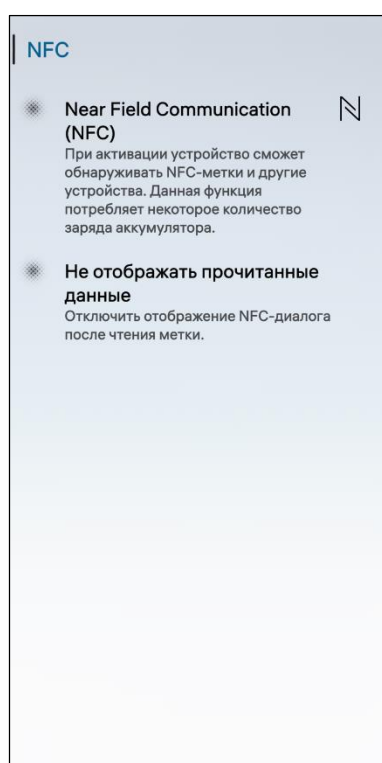 NFC
Near Field Communication
(NFC)
При активации устройство сможет
обнаруживать NFC-метки и другие
устройства. Данная функция
потребляет некоторое количество
заряда аккумулятора.
Не отображать прочитанные
данные
Отключить отображение NFC-диалога
после чтения метки.